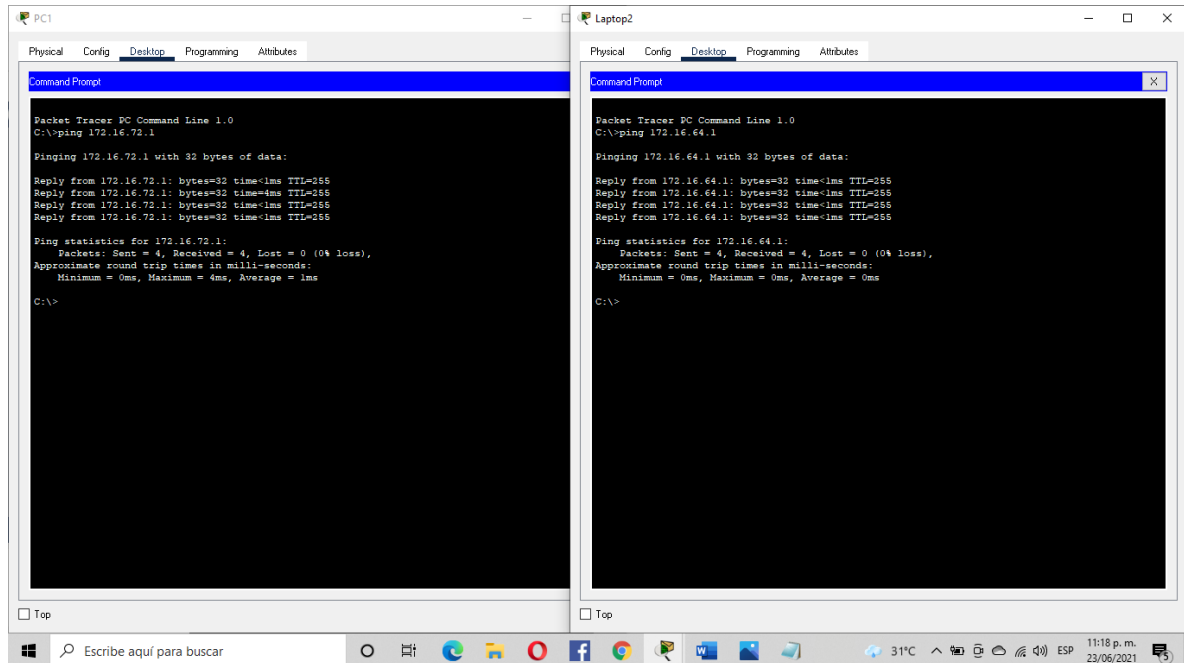 PC1
Physical Config Desktop Programming Attributes
Command Prompt
Packet Tracer PC Command Line 1.0
C:\>ping 172.16.72.1
Pinging 172.16.72.1 with 32 bytes of data:
Reply from 172.16.72.1: bytes=32 time<1ms TTL=255
Reply from 172.16.72.1: bytes=32 time=4ms TTL=255
Reply from 172.16.72.1: bytes=32 time<1ms TTL=255
Reply from 172.16.72.1: bytes=32 time<1ms TTL=255
Ping statistics for 172.16.72.1:
Packets: Sent = 4, Received = 4, Lost = 0 (0% loss),
Approximate round trip times in milli-seconds:
Minimum = 0ms, Maximum = 4ms, Average = 1ms
C:\>
Top
Laptop2
Physical Config Desktop Programming Attributes
Command Prompt
X
Packet Tracer PC Command Line 1.0
C:\>ping 172.16.64.1
Pinging 172.16.64.1 with 32 bytes of data:
Reply from 172.16.64.1: bytes=32 time<1ms TTL=255
Reply from 172.16.64.1: bytes=32 time<1ms TTL=255
Reply from 172.16.64.1: bytes=32 time<1ms TTL=255
Reply from 172.16.64.1: bytes=32 time<1ms TTL=255
Ping statistics for 172.16.64.1:
Packets: Sent = 4, Received = 4, Lost = 0 (0% loss),
Approximate round trip times in milli-seconds:
Minimum = 0ms, Maximum = 0ms, Average = 0ms
C:\>
Top
Escribe aquí para buscar
31°C
ESP
11:18 p. m.
23/06/2021
5